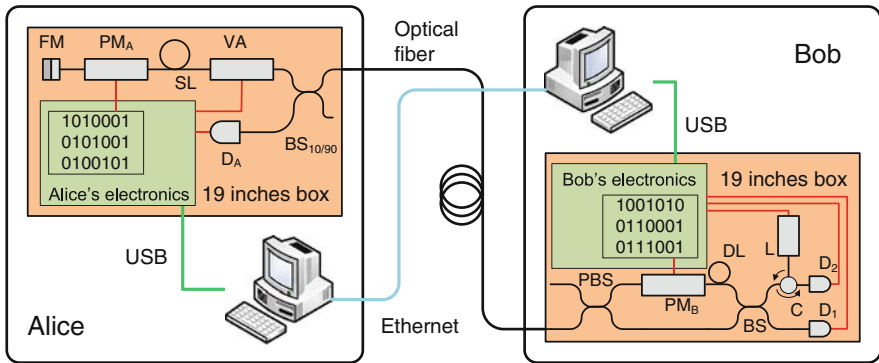 FM
PMA
SL
VA
1010001
0101001
0100101
DA
BS10/90
Alice's electronics
19 inches box
USB
Alice
Optical
fiber
Ethernet
Bob
USB
Bob's electronics
19 inches box
1001010
0110001
0111001
L
DL
D2
PBS
PMB
BS
C
D1